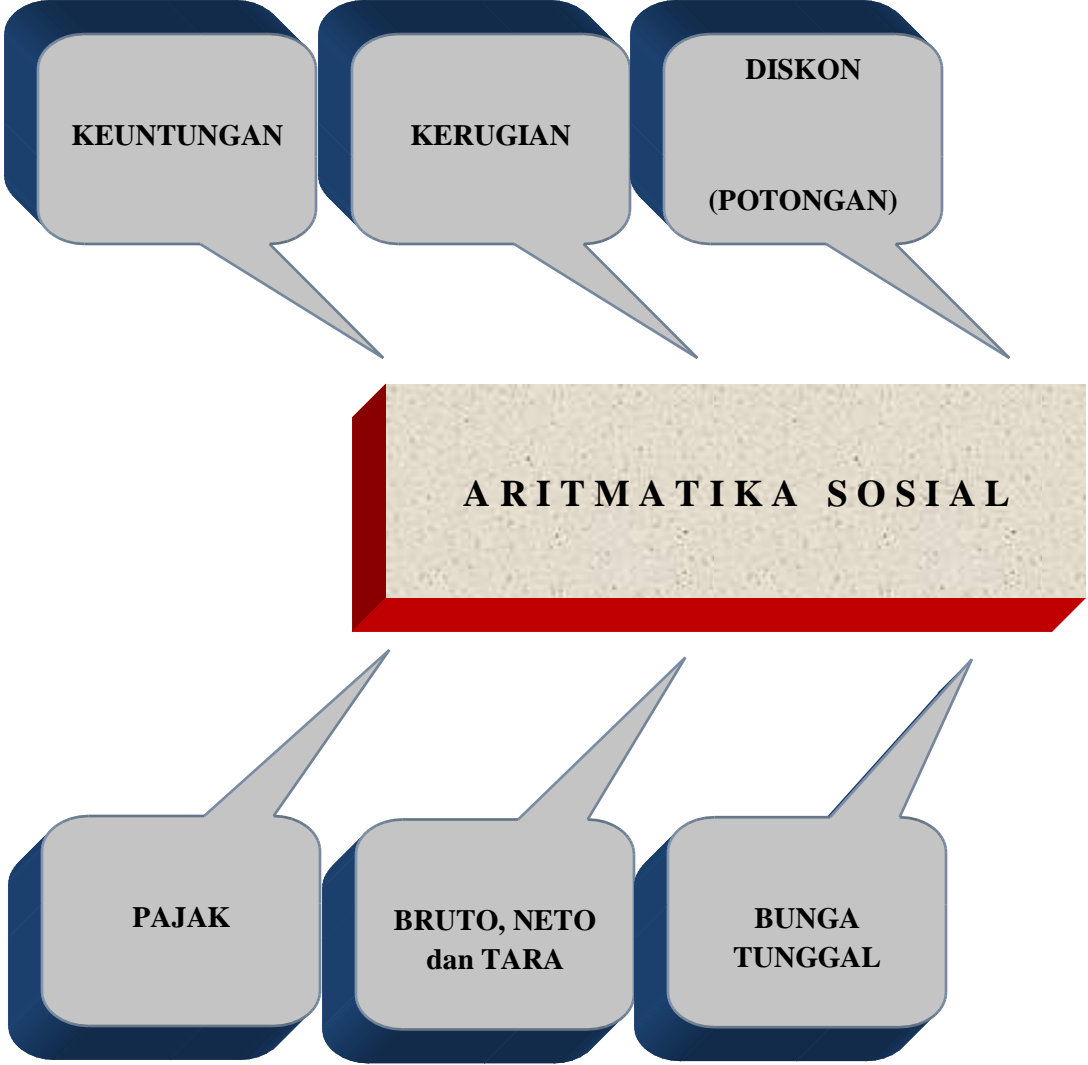 KEUNTUNGAN
KERUGIAN
DISKON
(POTONGAN)
ARITMATIKA SOSIAL
PAJAK
BRUTO, NETO
dan TARA
BUNGA
TUNGGAL